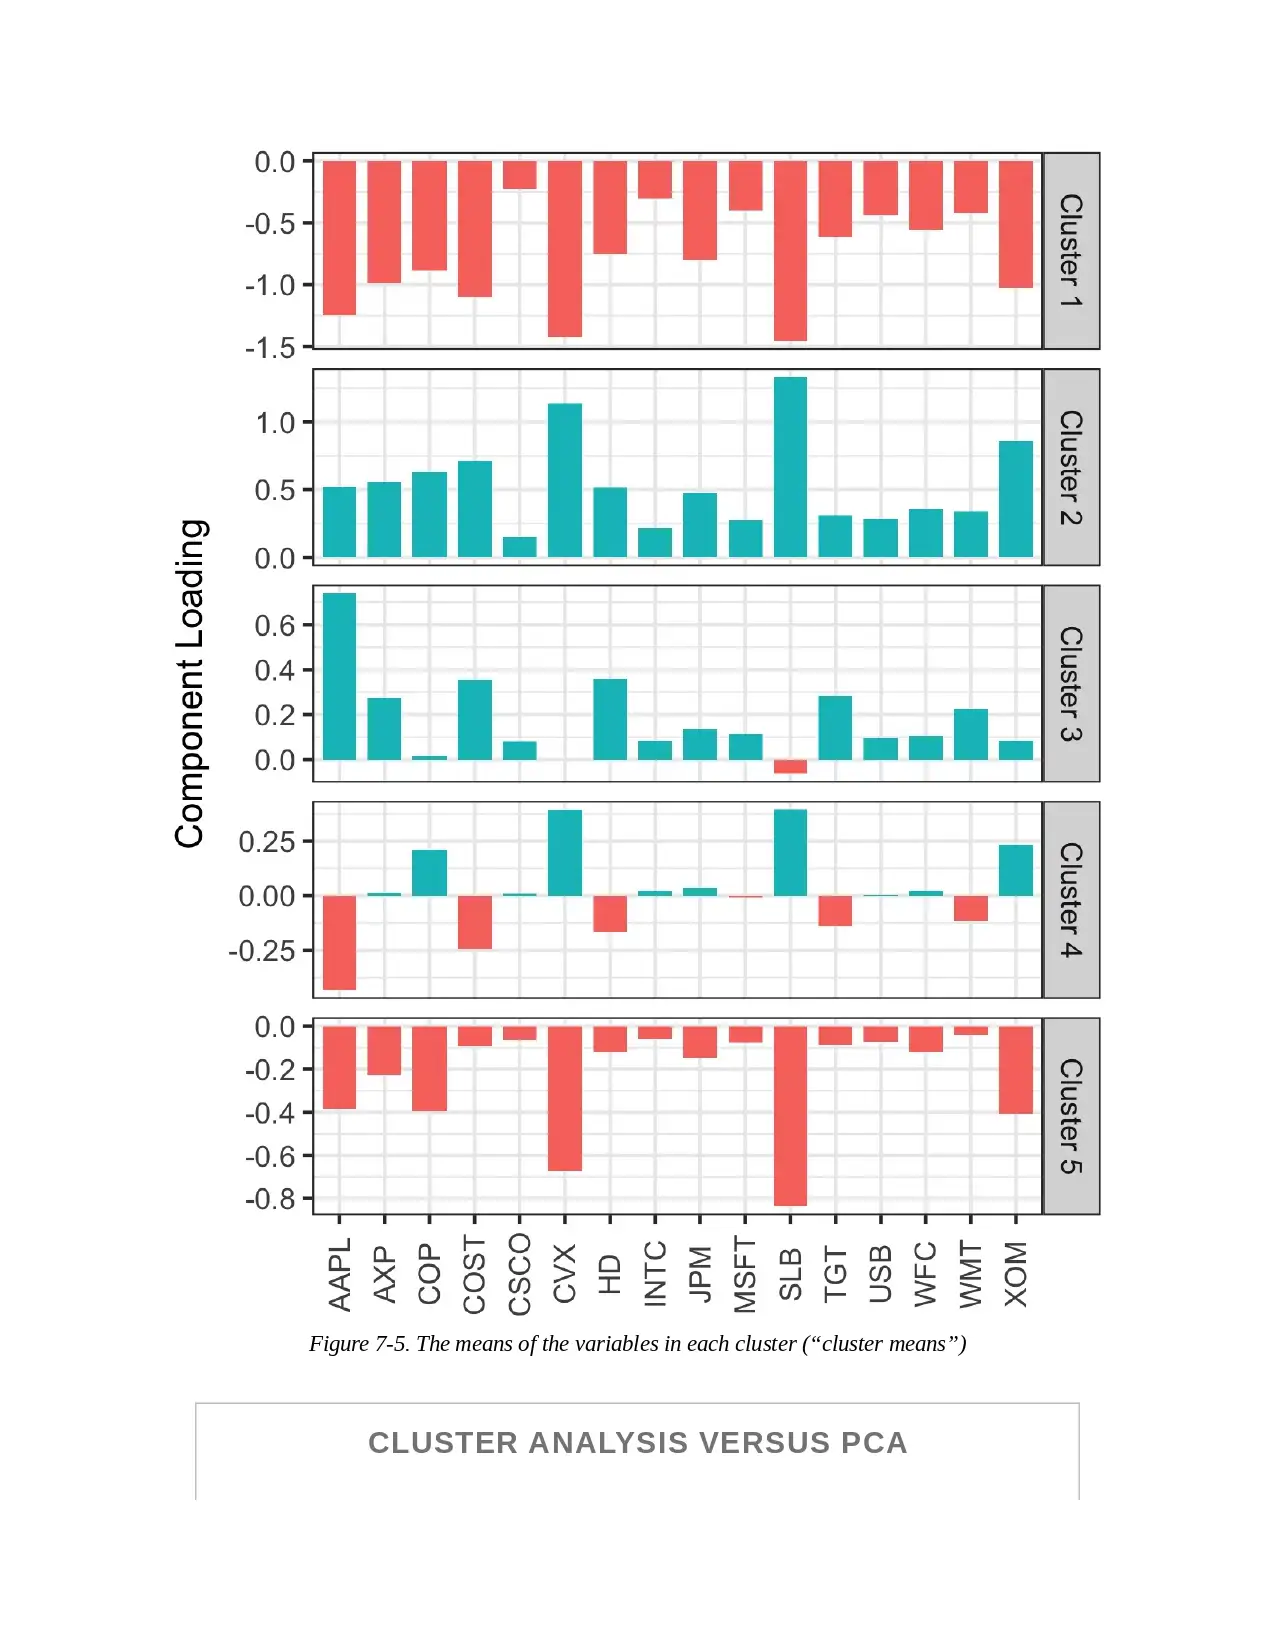 Component Loading
0.0
-0.5
-1.0
-1.5
Cluster 1
1.0
0.5
0.0
Cluster 2
0.6
0.4
0.2
0.0
Cluster 3
0.25
0.00
-0.25
Cluster 4
0.0
-0.2
-0.4
-0.6
-0.8
Cluster 5
AAPL
AXP
COP
COST
CSCO
CVX
HD
INTC
JPM
MSFT
SLB
TGT
USB
WFC
WMT
XOM
Figure 7-5. The means of the variables in each cluster (“cluster means”)
CLUSTER ANALYSIS VERSUS PCA